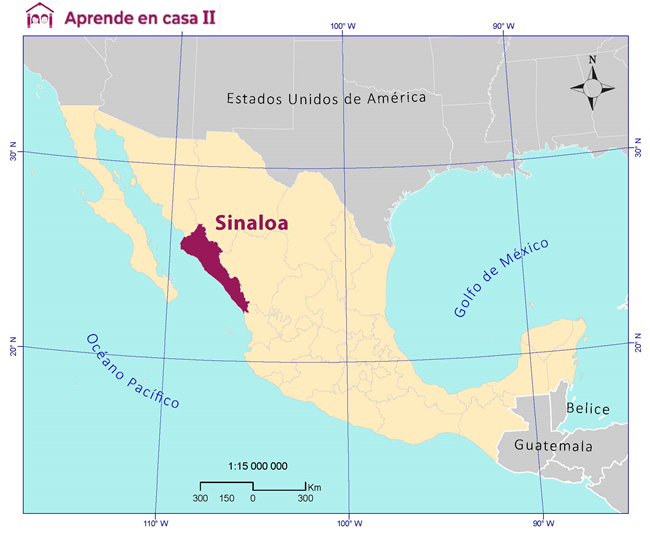 Aprende en casa II
100° W
90° W
N
Estados Unidos de América
30° N
30° N
Sinaloa
Golfo de México
Océano Pacífico
20° N
20° N
Belice
Guatemala
1:15 000 000
Km
300 150 0 300
110° W
100° W
90° W